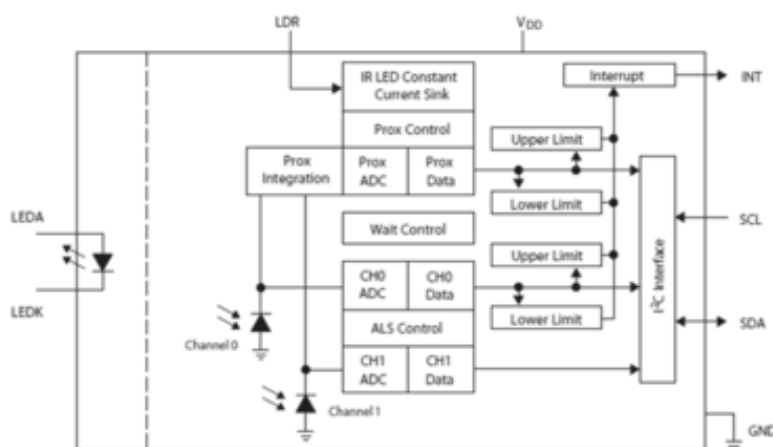 LDR
VDD
IR LED Constant
Current Sink
Interrupt
INT
Prox Control
Upper Limit
Prox
Integration
Prox
ADC
Prox
Data
Lower Limit
LEDA
Wait Control
SCL
Upper Limit
CH0
ADC
CH0
Data
I²C Interface
LEDK
Lower Limit
SDA
Channel 0
ALS Control
CH1
ADC
CH1
Data
Channel 1
GND